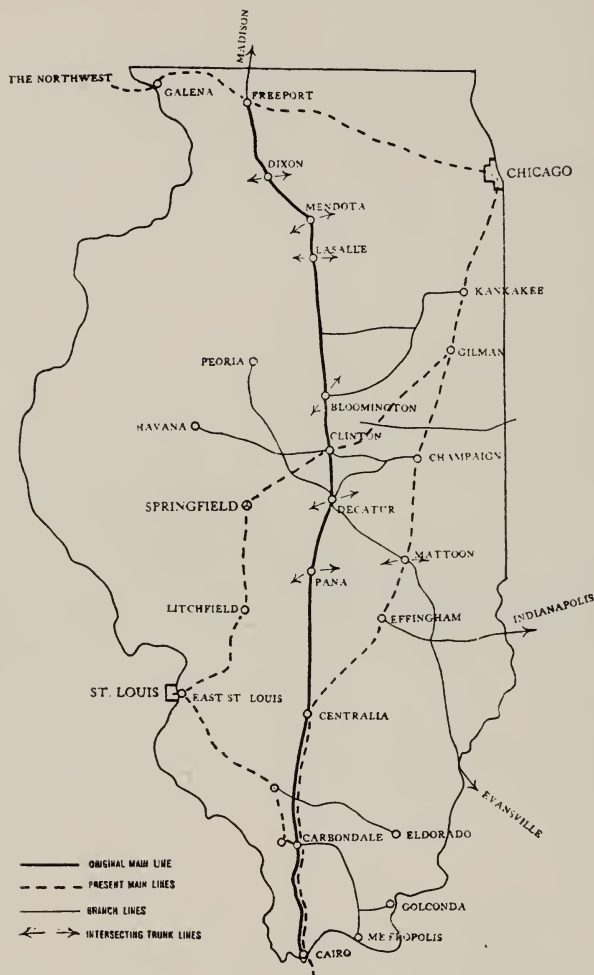 MADISON
THE NORTHWEST
GALENA
FREEPORT
CHICAGO
DIXON
MENDOTA
LASALLE
KANKAKEE
GILMAN
PEORIA
BLOOMINGTON
HAVANA
CLINTON
CHAMPAIGN
SPRINGFIELD
DECATUR
MATTOON
PANA
LITCHFIELD
EFFINGHAM
INDIANAPOLIS
ST. LOUIS
EAST ST LOUIS
CENTRALIA
EVANSVILLE
CARBONDALE
ELDORADO
ORIGINAL MAIN LINE
PRESENT MAIN LINES
BRANCH LINES
GOLCONDA
INTERSECTING TRUNK LINES
METROPOLIS
CAIRO